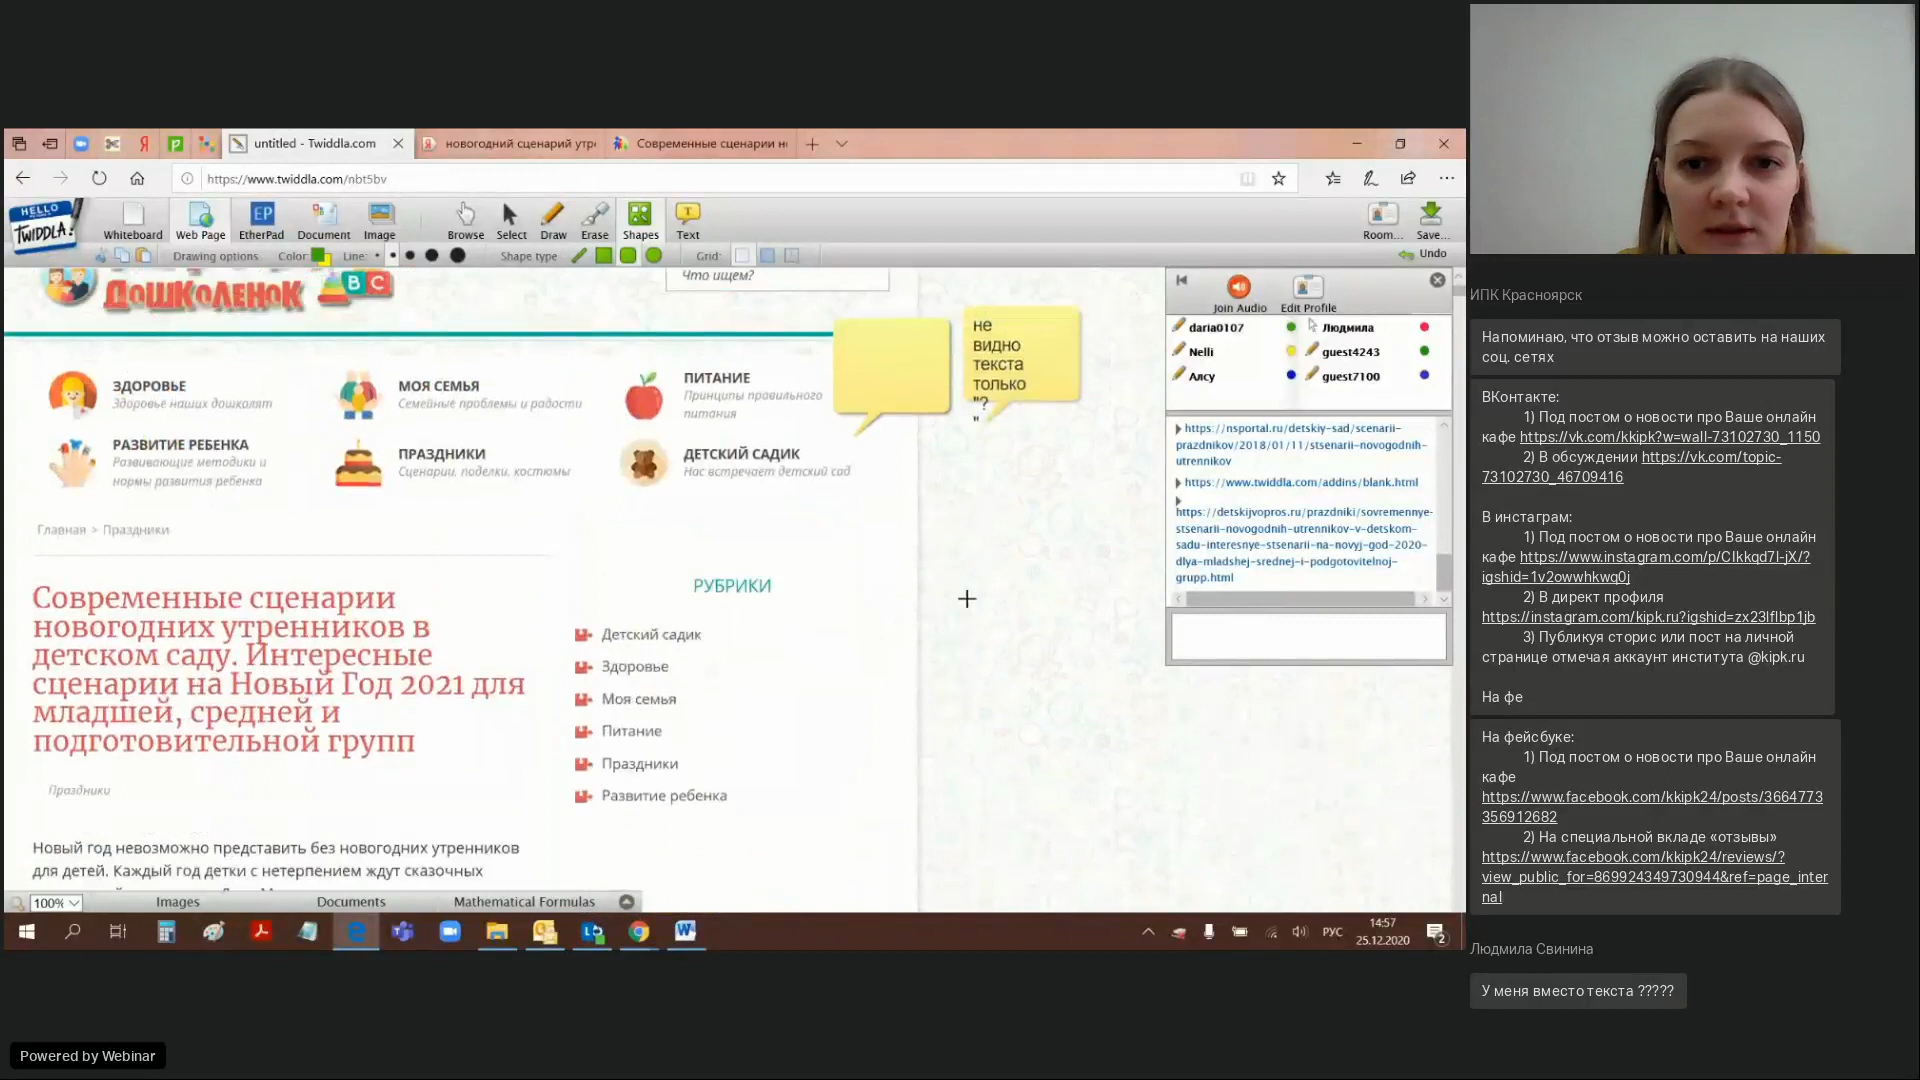 untitled - Twiddla.com
новогодний сценарий утре
Современные сценарии н
https://www.twiddla.com/nbt5bv
HELLO
TWIDDLA!
Whiteboard
Web Page
EP
EtherPad
Document
Image
Browse
Select
Draw
Erase
Shapes
T
Text
Room...
Save...
Drawing options
Color:
Line:
Shape type
Grid:
Undo
ДОШКОЛЕНОК
B C
Что ищем?
ЗДОРОВЬЕ
Здоровье наших дошколят
МОЯ СЕМЬЯ
Семейные проблемы и радости
ПИТАНИЕ
Принципы правильного
питания
РАЗВИТИЕ РЕБЕНКА
Развивающие методики и
нормы развития ребенка
ПРАЗДНИКИ
Сценарии, поделки, костюмы
ДЕТСКИЙ САДИК
Нас встречает детский сад
не
видно
текста
только
"?
"
Главная > Праздники
Современные сценарии
новогодних утренников в
детском саду. Интересные
сценарии на Новый Год 2021 для
младшей, средней и
подготовительной групп
Праздники
Новый год невозможно представить без новогодних утренников
для детей. Каждый год детки с нетерпением ждут сказочных
РУБРИКИ
Детский садик
Здоровье
Моя семья
Питание
Праздники
Развитие ребенка
Join Audio
Edit Profile
daria0107
Людмила
Nelli
guest4243
Алсу
guest7100
https://nsportal.ru/detskiy-sad/scenarii-
prazdnikov/2018/01/11/stsenarii-novogodnih-
utrennikov
https://www.twiddla.com/addins/blank.html
https://detskijvopros.ru/prazdniki/sovremennye-
stsenarii-novogodnih-utrennikov-v-detskom-
sadu-interesnye-stsenarii-na-novyj-god-2020-
dlya-mladshej-srednej-i-podgotovitelnoj-
grupp.html
100%
Images
Documents
Mathematical Formulas
РУС
14:57
25.12.2020
2
ИПК Красноярск
Напоминаю, что отзыв можно оставить на наших
соц. сетях
ВКонтакте:
1) Под постом о новости про Ваше онлайн
кафе https://vk.com/kkipk?w=wall-73102730_1150
2) В обсуждении https://vk.com/topic-
73102730_46709416
В инстаграм:
1) Под постом о новости про Ваше онлайн
кафе https://www.instagram.com/p/CIkkqd7l-jX/?
igshid=1v2owwhkwq0j
2) В директ профиля
https://instagram.com/kipk.ru?igshid=zx23lflbp1jb
3) Публикуя сторис или пост на личной
странице отмечая аккаунт института @kipk.ru
На фе
На фейсбуке:
1) Под постом о новости про Ваше онлайн
кафе
https://www.facebook.com/kkipk24/posts/3664773
356912682
2) На специальной вкладе «отзывы»
https://www.facebook.com/kkipk24/reviews/?
view_public_for=869924349730944&ref=page_inter
nal
Людмила Свинина
У меня вместо текста ?????
Powered by Webinar